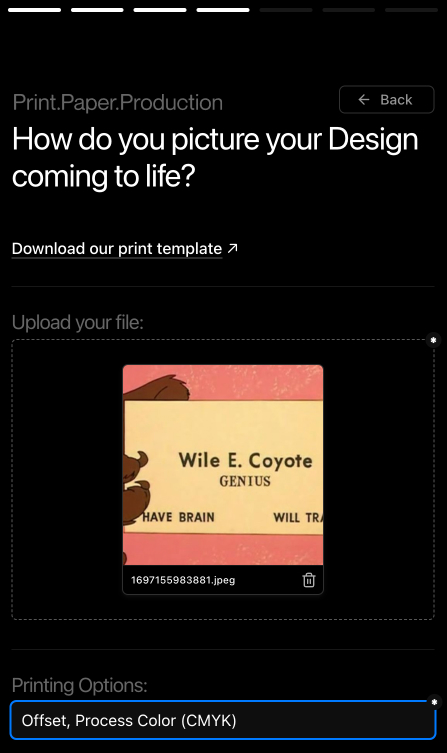 Print.Paper.Production
← Back
How do you picture your Design
coming to life?
Download our print template ↗
Upload your file:
*
Wile E. Coyote
GENIUS
HAVE BRAIN WILL TRA
1697155983881.jpeg
Printing Options:
*
Offset, Process Color (CMYK)